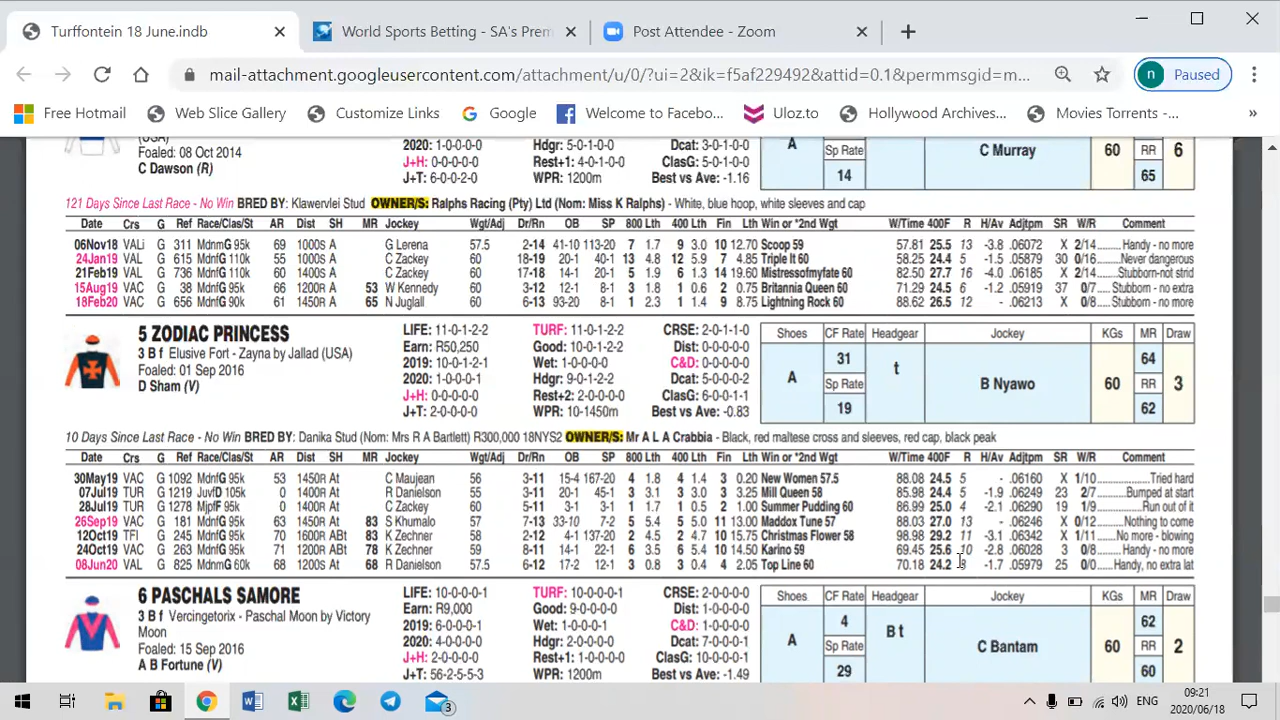 Turffontein 18 June.indb
World Sports Betting - SA's Prem
Post Attendee - Zoom
mail-attachment.googleusercontent.com/attachment/u/0/?ui=2&ik=f5af229492&attid=0.1&permmsgid=m...
n Paused
Free Hotmail Web Slice Gallery Customize Links Google Welcome to Facebo... Uloz.to Hollywood Archives... Movies Torrents -... »
(USA)
Foaled: 08 Oct 2014
C Dawson (R)
2020: 1-0-0-0-0
J+H: 0-0-0-0-0
J+T: 6-0-0-2-0
Hdgr: 5-0-1-0-0
Rest+1: 4-0-1-0-0
WPR: 1200m
Dcat: 3-0-1-0-0
ClasG: 5-0-1-0-0
Best vs Ave: -1.16
A Sp Rate 14 C Murray 60 RR 65 6
121 Days Since Last Race - No Win BRED BY: Klawervlei Stud OWNER/S: Ralphs Racing (Pty) Ltd (Nom: Miss K Ralphs) - White, blue hoop, white sleeves and cap
Date Crs G Ref Race/Clas/St AR Dist SH MR Jockey Wgt/Adj Dr/Rn OB SP 800 Lth 400 Lth Fin Lth Win or *2nd Wgt W/Time 400F R H/Av Adjtpm SR W/R Comment
06Nov18 VALi G 311 MdnmG 95k 69 1000S A G Lerena 57.5 2-14 41-10 113-20 7 1.7 9 3.0 10 12.70 Scoop 59 57.81 25.5 13 -3.8 .06072 X 2/14 .......... Handy - no more
24Jan19 VAL G 615 MdnfG 110k 55 1000S A C Zackey 60 18-19 20-1 40-1 13 4.8 12 5.9 7 4.85 Triple It 60 58.25 24.4 5 -1.5 .05879 30 0/16 ......... Never dangerous
21Feb19 VAL G 736 MdnfG 110k 60 1400R A C Zackey 60 17-18 14-1 20-1 5 1.9 6 1.3 14 19.60 Mistressofmyfate 60 82.50 27.7 16 -4.0 .06185 X 2/14 ....... Stubborn-not strid
15Aug19 VAC G 38 MdnfG 95k 66 1200R A 53 W Kennedy 60 3-12 12-1 8-1 3 1.8 1 0.6 2 0.75 Britannia Queen 60 71.29 24.5 6 -1.2 .05919 37 0/7 ....... Stubborn - no extra
18Feb20 VAC G 656 MdnfG 90k 61 1200R A 65 N Juglall 60 6-13 93-20 8-1 1 2.3 1 1.4 9 8.75 Lightning Rock 60 88.62 26.5 12 - .06213 X 0/8 ....... Stubborn - no more
5 ZODIAC PRINCESS
3 B f Elusive Fort - Zayna by Jallad (USA)
Foaled: 01 Sep 2016
D Sham (V)
LIFE: 11-0-1-2-2
Earn: R50,250
2019: 10-0-1-2-1
2020: 1-0-0-0-1
J+H: 0-0-0-0-0
J+T: 2-0-0-0-0
TURF: 11-0-1-2-2
Good: 10-0-1-2-2
Wet: 1-0-0-0-0
Hdgr: 9-0-1-2-2
Rest+2: 2-0-0-0-0
WPR: 10-1450m
CRSE: 2-0-1-1-0
Dist: 0-0-0-0-0
C&D: 0-0-0-0-0
Dcat: 5-0-0-0-2
ClasG: 6-0-0-1-1
Best vs Ave: -0.83
Shoes CF Rate Headgear Jockey KGs MR Draw
A 31 Sp Rate 19 t B Nyawo 60 64 RR 62 3
10 Days Since Last Race - No Win BRED BY: Danika Stud (Nom: Mrs R A Bartlett) R300,000 18NYS2 OWNER/S: Mr A L A Crabbia - Black, red maltese cross and sleeves, red cap, black peak
Date Crs G Ref Race/Clas/St AR Dist SH MR Jockey Wgt/Adj Dr/Rn OB SP 800 Lth 400 Lth Fin Lth Win or *2nd Wgt W/Time 400F R H/Av Adjtpm SR W/R Comment
30May19 VAC G 1092 MdnfG 95k 53 1450R At C Maujean 56 3-11 15-4 167-20 4 1.8 4 1.4 3 0.20 New Women 57.5 88.08 24.5 5 - .06160 X 1/10 ..................... Tried hard
07Jul19 TUR G 1219 JuvfD 105k 0 1400R At R Danielson 55 3-11 20-1 45-1 3 3.1 3 3.0 3 3.25 Mill Queen 58 85.98 24.4 5 -1.9 .06249 23 2/7 ........ Bumped at start
28Jul19 TUR G 1278 MjpfF 95k 0 1400R At C Zackey 60 3-11 5-1 15-2 3 1.7 1 0.5 2 1.00 Summer Pudding 60 86.99 25.0 4 -2.1 .06290 19 1/9 .................. Run out of it
26Sep19 VAC G 181 MdnfG 95k 63 1450R At 83 S Khumalo 57 7-13 33-10 7-2 5 5.4 5 5.0 11 13.00 Maddox Tune 57 88.03 27.0 13 - .06246 X 0/12 ......... Nothing to come
12Oct19 TFI G 245 MdnfG 95k 70 1600R ABt 83 K Zechner 58 2-12 4-1 137-20 2 4.5 2 4.7 10 15.75 Christmas Flower 58 98.98 29.2 11 -3.1 .06342 X 0/11 ...... No more - blowing
24Oct19 VAC G 263 MdnfG 95k 71 1200R ABt 78 K Zechner 59 8-11 14-1 22-1 6 3.5 6 5.4 10 14.50 Karino 59 69.45 25.6 10 -2.8 .06028 3 0/8 .......... Handy - no more
08Jun20 VAL G 825 MdnmG 60k 68 1200S At 68 R Danielson 57.5 6-12 17-2 12-1 3 0.8 3 0.4 4 2.05 Top Line 60 70.18 24.2 8 -1.7 .05979 25 0/0 ......Handy, no extra lat
6 PASCHALS SAMORE
3 B f Vercingetorix - Paschal Moon by Victory
Moon
Foaled: 15 Sep 2016
A B Fortune (V)
LIFE: 10-0-0-0-1
Earn: R9,000
2019: 6-0-0-0-1
2020: 4-0-0-0-0
J+H: 2-0-0-0-0
J+T: 56-2-5-5-3
TURF: 10-0-0-0-1
Good: 9-0-0-0-0
Wet: 1-0-0-0-1
Hdgr: 2-0-0-0-0
Rest+1: 1-0-0-0-0
WPR: 1200m
CRSE: 2-0-0-0-0
Dist: 1-0-0-0-0
C&D: 1-0-0-0-0
Dcat: 7-0-0-0-1
ClasG: 10-0-0-0-1
Best vs Ave: -1.49
Shoes CF Rate Headgear Jockey KGs MR Draw
A 4 Sp Rate 29 B t C Bantam 60 62 RR 60 2
3
ENG
09:21
2020/06/18